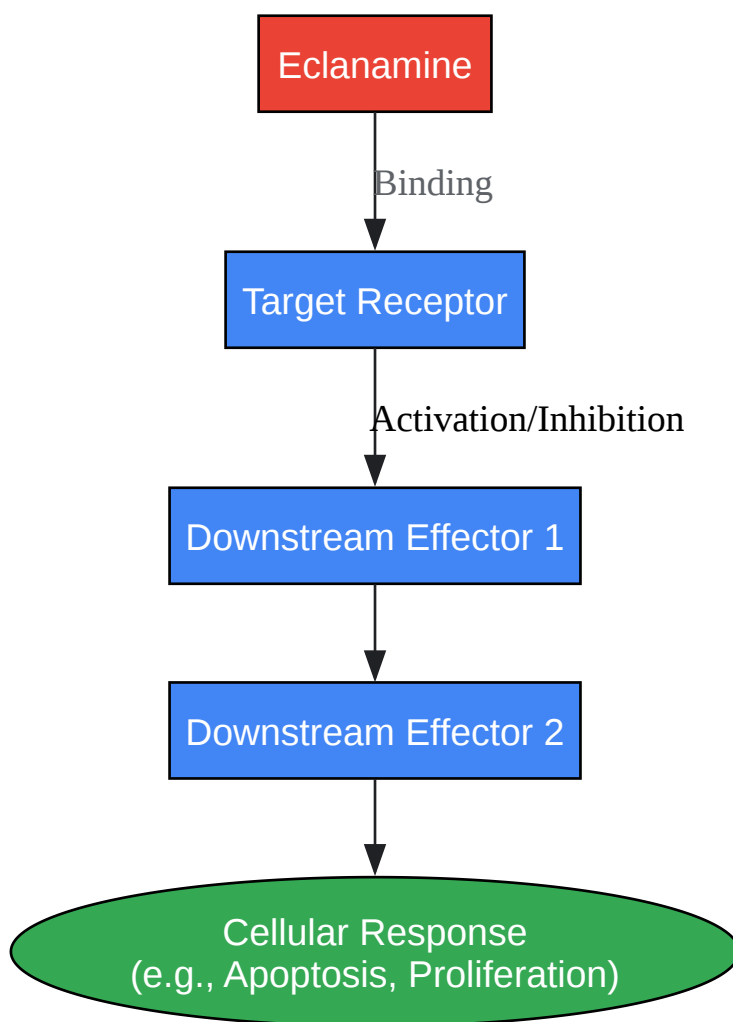 Eclanamine
Binding
Target Receptor
Activation/Inhibition
Downstream Effector 1
Downstream Effector 2
Cellular Response
(e.g., Apoptosis, Proliferation)